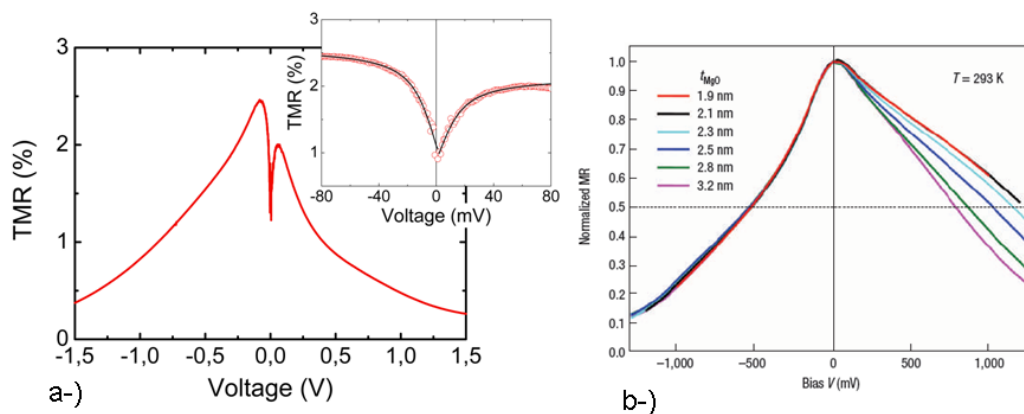 3
2
1
0
TMR (%)
-1,5
-1,0
-0,5
0,0
0,5
1,0
1,5
Voltage (V)
a-)
3
2
1
TMR (%)
-80
-40
0
40
80
Voltage (mV)
1.0
0.9
0.8
0.7
0.6
0.5
0.4
0.3
0.2
0.1
0.0
Normalized MR
tMgO
1.9 nm
2.1 nm
2.3 nm
2.5 nm
2.8 nm
3.2 nm
T = 293 K
−1,000
−500
0
500
1,000
Bias V (mV)
b-)